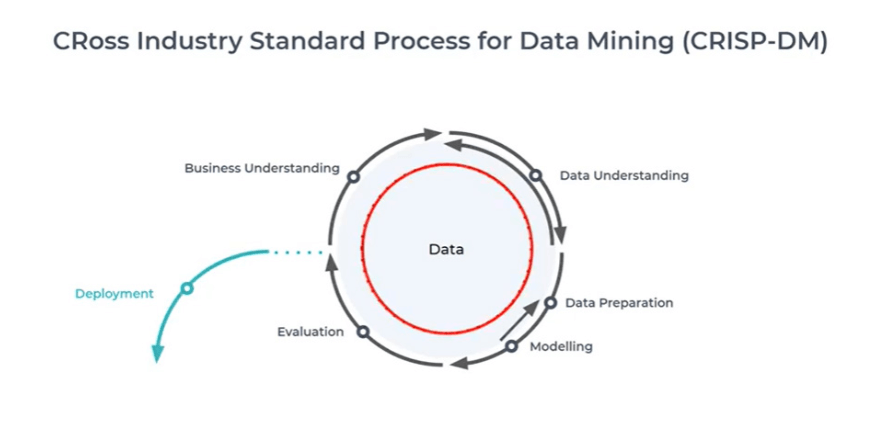 CRoss Industry Standard Process for Data Mining (CRISP-DM)
Business Understanding
Data Understanding
Data
Deployment
Data Preparation
Evaluation
Modelling